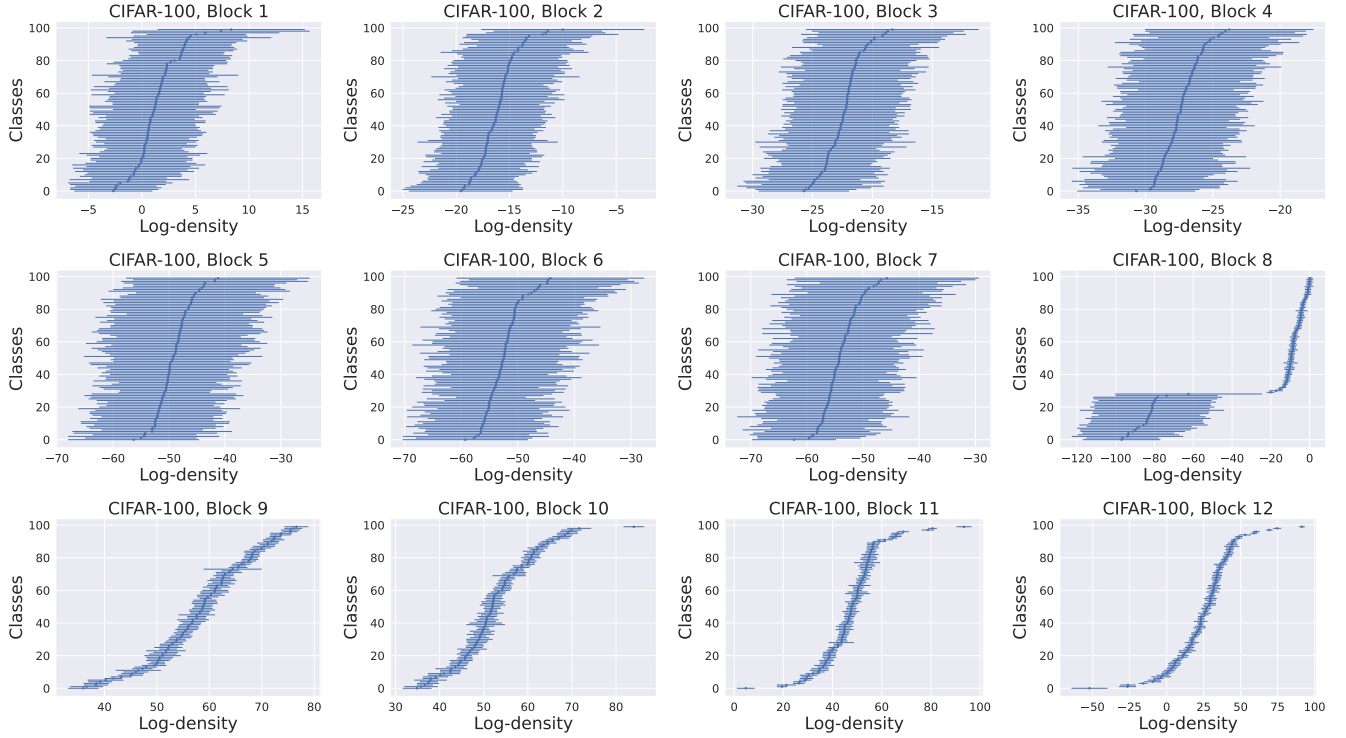 CIFAR-100, Block 1
100
80
60
40
20
0
Classes
−5 0 5 10 15
Log-density
CIFAR-100, Block 2
100
80
60
40
20
0
Classes
−25 −20 −15 −10 −5
Log-density
CIFAR-100, Block 3
100
80
60
40
20
0
Classes
−30 −25 −20 −15
Log-density
CIFAR-100, Block 4
100
80
60
40
20
0
Classes
−35 −30 −25 −20
Log-density
CIFAR-100, Block 5
100
80
60
40
20
0
Classes
−70 −60 −50 −40 −30
Log-density
CIFAR-100, Block 6
100
80
60
40
20
0
Classes
−70 −60 −50 −40 −30
Log-density
CIFAR-100, Block 7
100
80
60
40
20
0
Classes
−70 −60 −50 −40 −30
Log-density
CIFAR-100, Block 8
100
80
60
40
20
0
Classes
−120 −100 −80 −60 −40 −20 0
Log-density
CIFAR-100, Block 9
100
80
60
40
20
0
Classes
40 50 60 70 80
Log-density
CIFAR-100, Block 10
100
80
60
40
20
0
Classes
30 40 50 60 70 80
Log-density
CIFAR-100, Block 11
100
80
60
40
20
0
Classes
0 20 40 60 80 100
Log-density
CIFAR-100, Block 12
100
80
60
40
20
0
Classes
−50 −25 0 25 50 75 100
Log-density